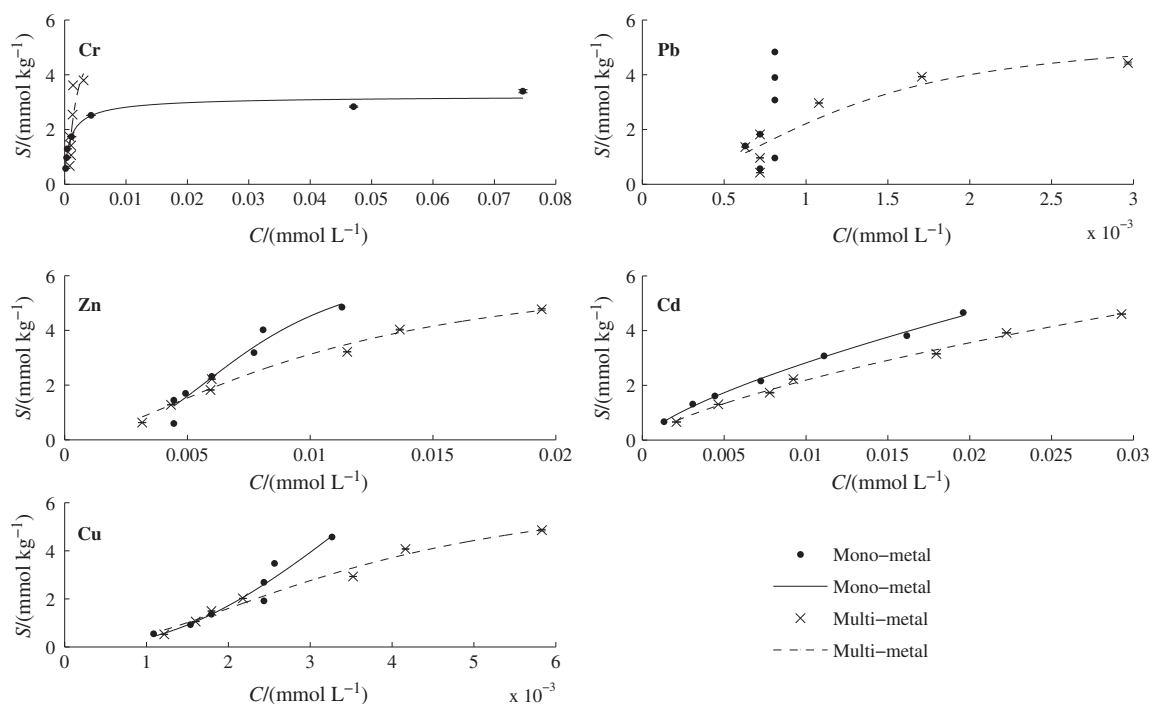 Cr
S/(mmol kg−1)
6
4
2
0
0 0.01 0.02 0.03 0.04 0.05 0.06 0.07 0.08
C/(mmol L−1)
Pb
S/(mmol kg−1)
6
4
2
0
0.5 1 1.5 2 2.5 3
C/(mmol L−1)
x 10−3
Zn
S/(mmol kg−1)
6
4
2
0
0 0.005 0.01 0.015 0.02
C/(mmol L−1)
Cd
S/(mmol kg−1)
6
4
2
0
0 0.005 0.01 0.015 0.02 0.025 0.03
C/(mmol L−1)
Cu
S/(mmol kg−1)
6
4
2
0
0 1 2 3 4 5 6
C/(mmol L−1)
x 10−3
Mono−metal
Mono−metal
Multi−metal
Multi−metal